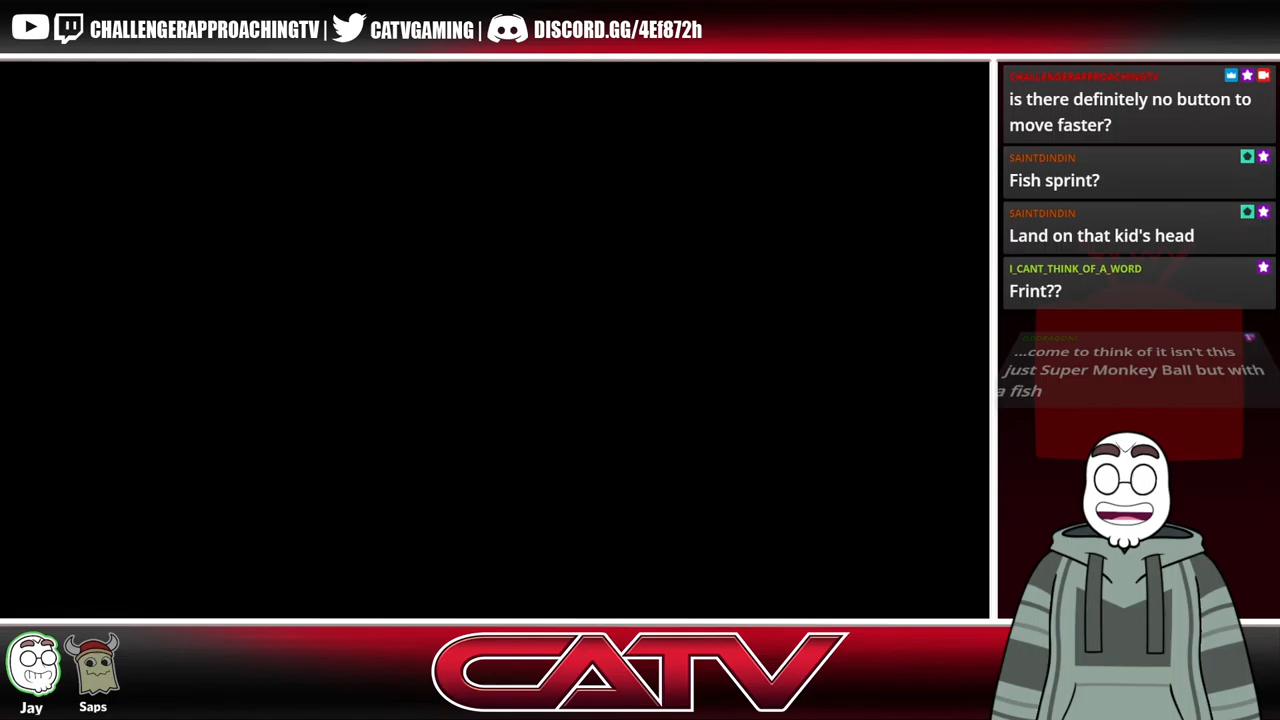 CHALLENGERAPPROACHINGTV | CATVGAMING | DISCORD.GG/4Ef872h
CHALLENGERAPPROACHINGTV
is there definitely no button to
move faster?
SAINTDINDIN
Fish sprint?
SAINTDINDIN
Land on that kid's head
I_CANT_THINK_OF_A_WORD
Frint??
...come to think of it isn't this
just Super Monkey Ball but with
a fish
CATV
Jay
Saps